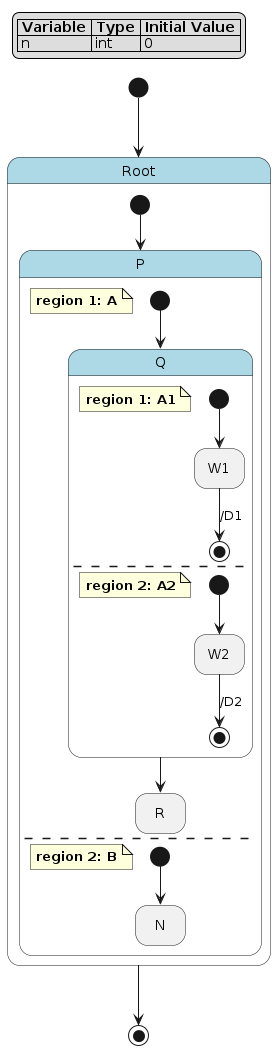 Variable Type Initial Value
n int 0
Root
P
region 1: A
Q
region 1: A1
W1
/D1
region 2: A2
W2
/D2
R
region 2: B
N